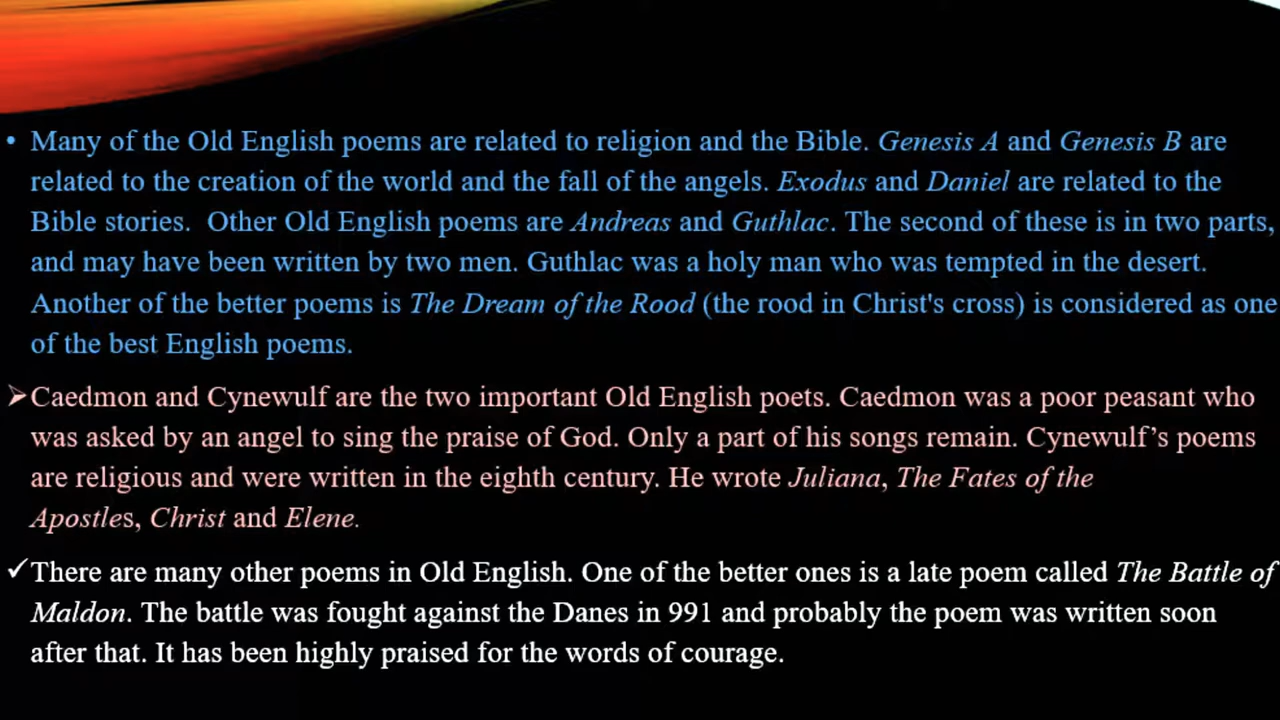 • Many of the Old English poems are related to religion and the Bible. Genesis A and Genesis B are
related to the creation of the world and the fall of the angels. Exodus and Daniel are related to the
Bible stories.  Other Old English poems are Andreas and Guthlac. The second of these is in two parts,
and may have been written by two men. Guthlac was a holy man who was tempted in the desert.
Another of the better poems is The Dream of the Rood (the rood in Christ's cross) is considered as one
of the best English poems.
➢Caedmon and Cynewulf are the two important Old English poets. Caedmon was a poor peasant who
was asked by an angel to sing the praise of God. Only a part of his songs remain. Cynewulf’s poems
are religious and were written in the eighth century. He wrote Juliana, The Fates of the
Apostles, Christ and Elene.
✓There are many other poems in Old English. One of the better ones is a late poem called The Battle of
Maldon. The battle was fought against the Danes in 991 and probably the poem was written soon
after that. It has been highly praised for the words of courage.